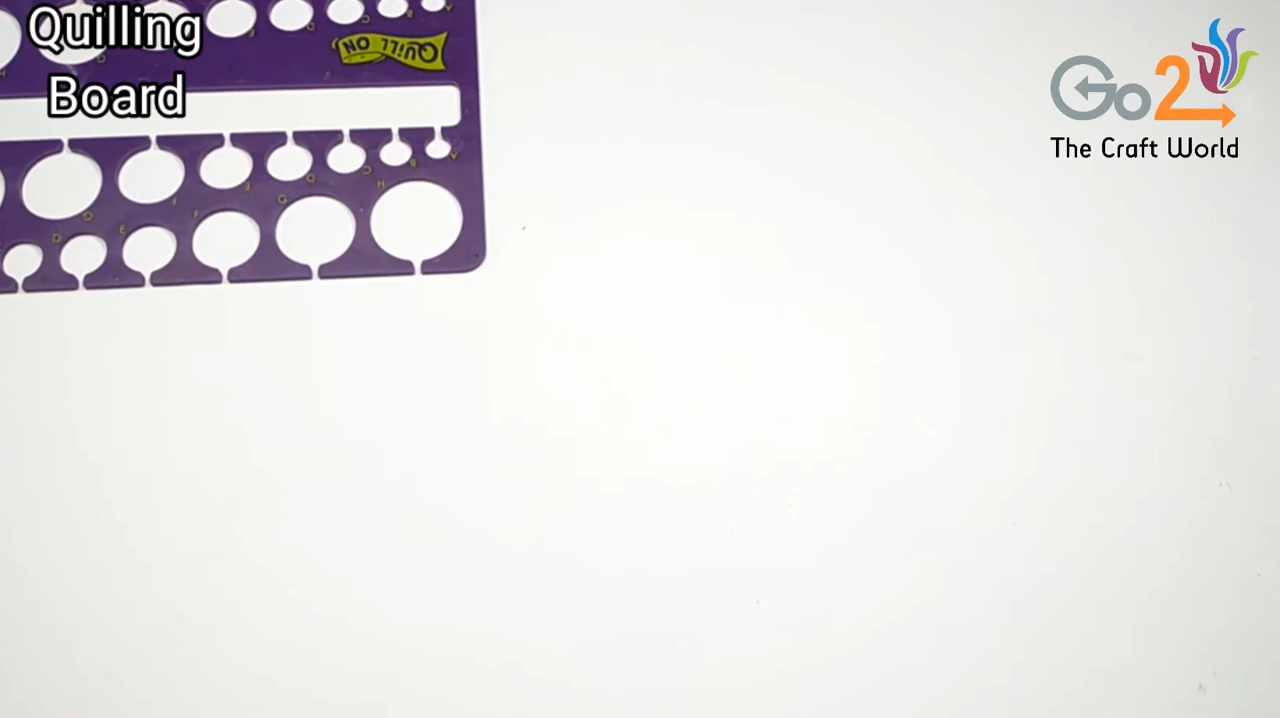 Quilling
Board
QUILL ON
Go2
The Craft World
H G F E D C B A
G F E D C B A
D E F G H